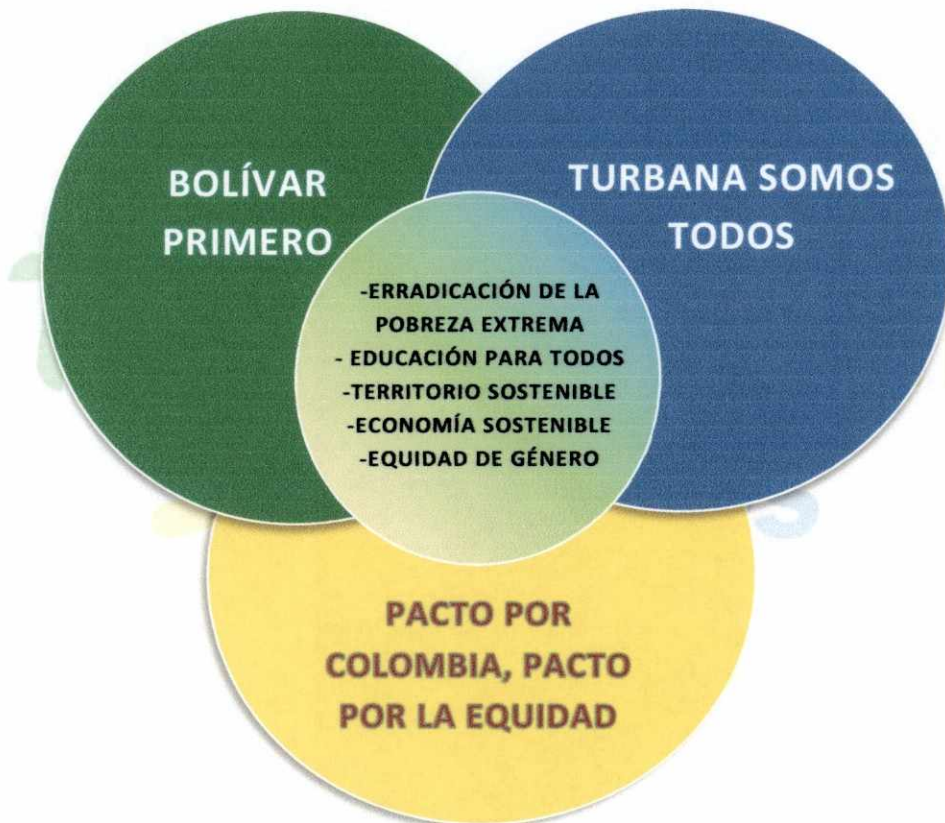 BOLÍVAR
PRIMERO
TURBANA SOMOS
TODOS
-ERRADICACIÓN DE LA
POBREZA EXTREMA
- EDUCACIÓN PARA TODOS
-TERRITORIO SOSTENIBLE
-ECONOMÍA SOSTENIBLE
-EQUIDAD DE GÉNERO
PACTO POR
COLOMBIA, PACTO
POR LA EQUIDAD